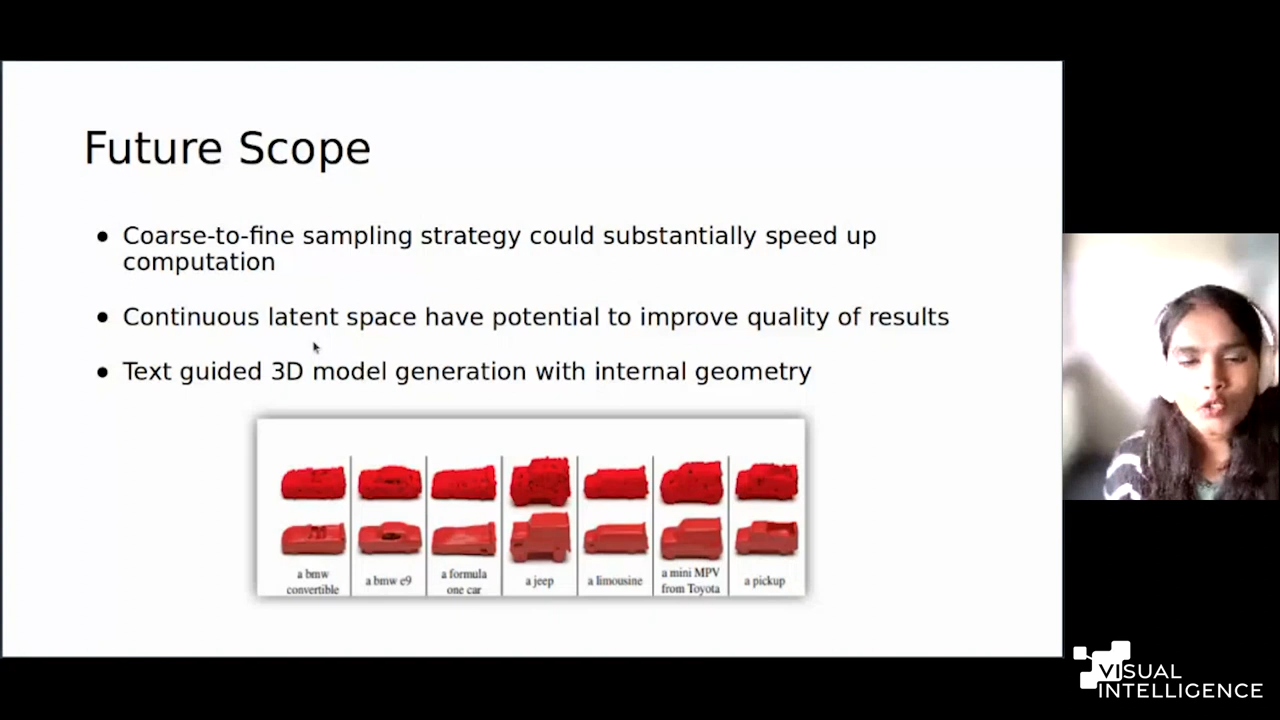 Future Scope
• Coarse-to-fine sampling strategy could substantially speed up
computation
• Continuous latent space have potential to improve quality of results
• Text guided 3D model generation with internal geometry
a bmw
convertible
a bmw e9
a formula
one car
a jeep
a limousine
a mini MPV
from Toyota
a pickup
VISUAL
INTELLIGENCE